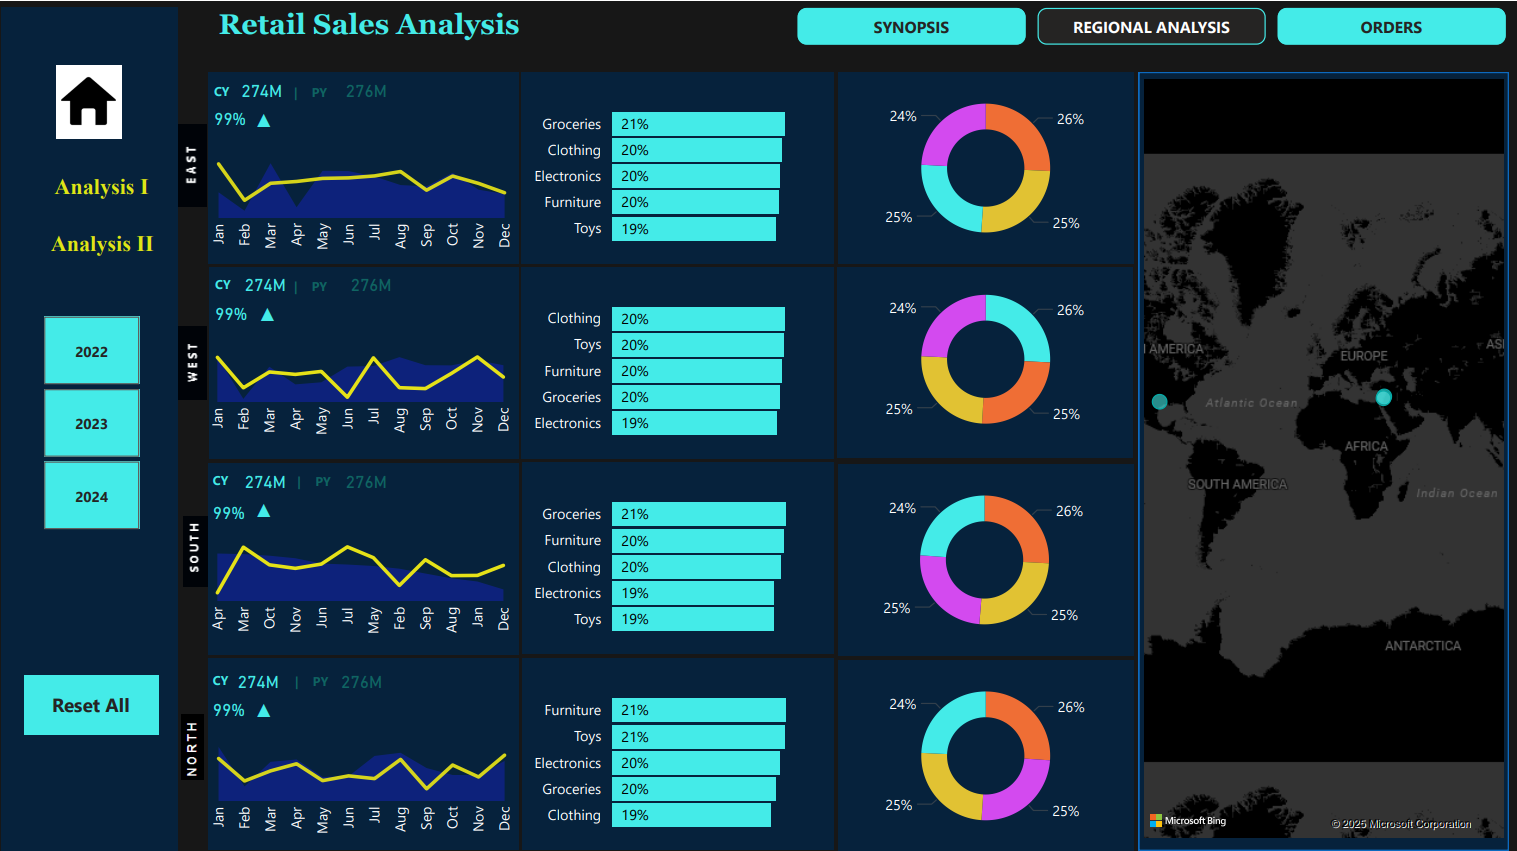 Retail Sales Analysis
SYNOPSIS
REGIONAL ANALYSIS
ORDERS
Analysis I
Analysis II
2022
2023
2024
Reset All
EAST
CY 274M | PY 276M
99% ▲
Jan Feb Mar Apr May Jun Jul Aug Sep Oct Nov Dec
Groceries 21%
Clothing 20%
Electronics 20%
Furniture 20%
Toys 19%
24% 26%
25% 25%
WEST
CY 274M | PY 276M
99% ▲
Jan Feb Mar Apr May Jun Jul Aug Sep Oct Nov Dec
Clothing 20%
Toys 20%
Furniture 20%
Groceries 20%
Electronics 19%
24% 26%
25% 25%
SOUTH
CY 274M | PY 276M
99% ▲
Apr Mar Oct Nov Jun Jul May Feb Sep Aug Jan Dec
Groceries 21%
Furniture 20%
Clothing 20%
Electronics 19%
Toys 19%
24% 26%
25% 25%
NORTH
CY 274M | PY 276M
99% ▲
Jan Feb Mar Apr May Jun Jul Aug Sep Oct Nov Dec
Furniture 21%
Toys 21%
Electronics 20%
Groceries 20%
Clothing 19%
24% 26%
25% 25%
AMERICA
EUROPE
AS
Atlantic Ocean
AFRICA
SOUTH AMERICA
Indian Ocean
ANTARCTICA
Microsoft Bing
© 2025 Microsoft Corporation